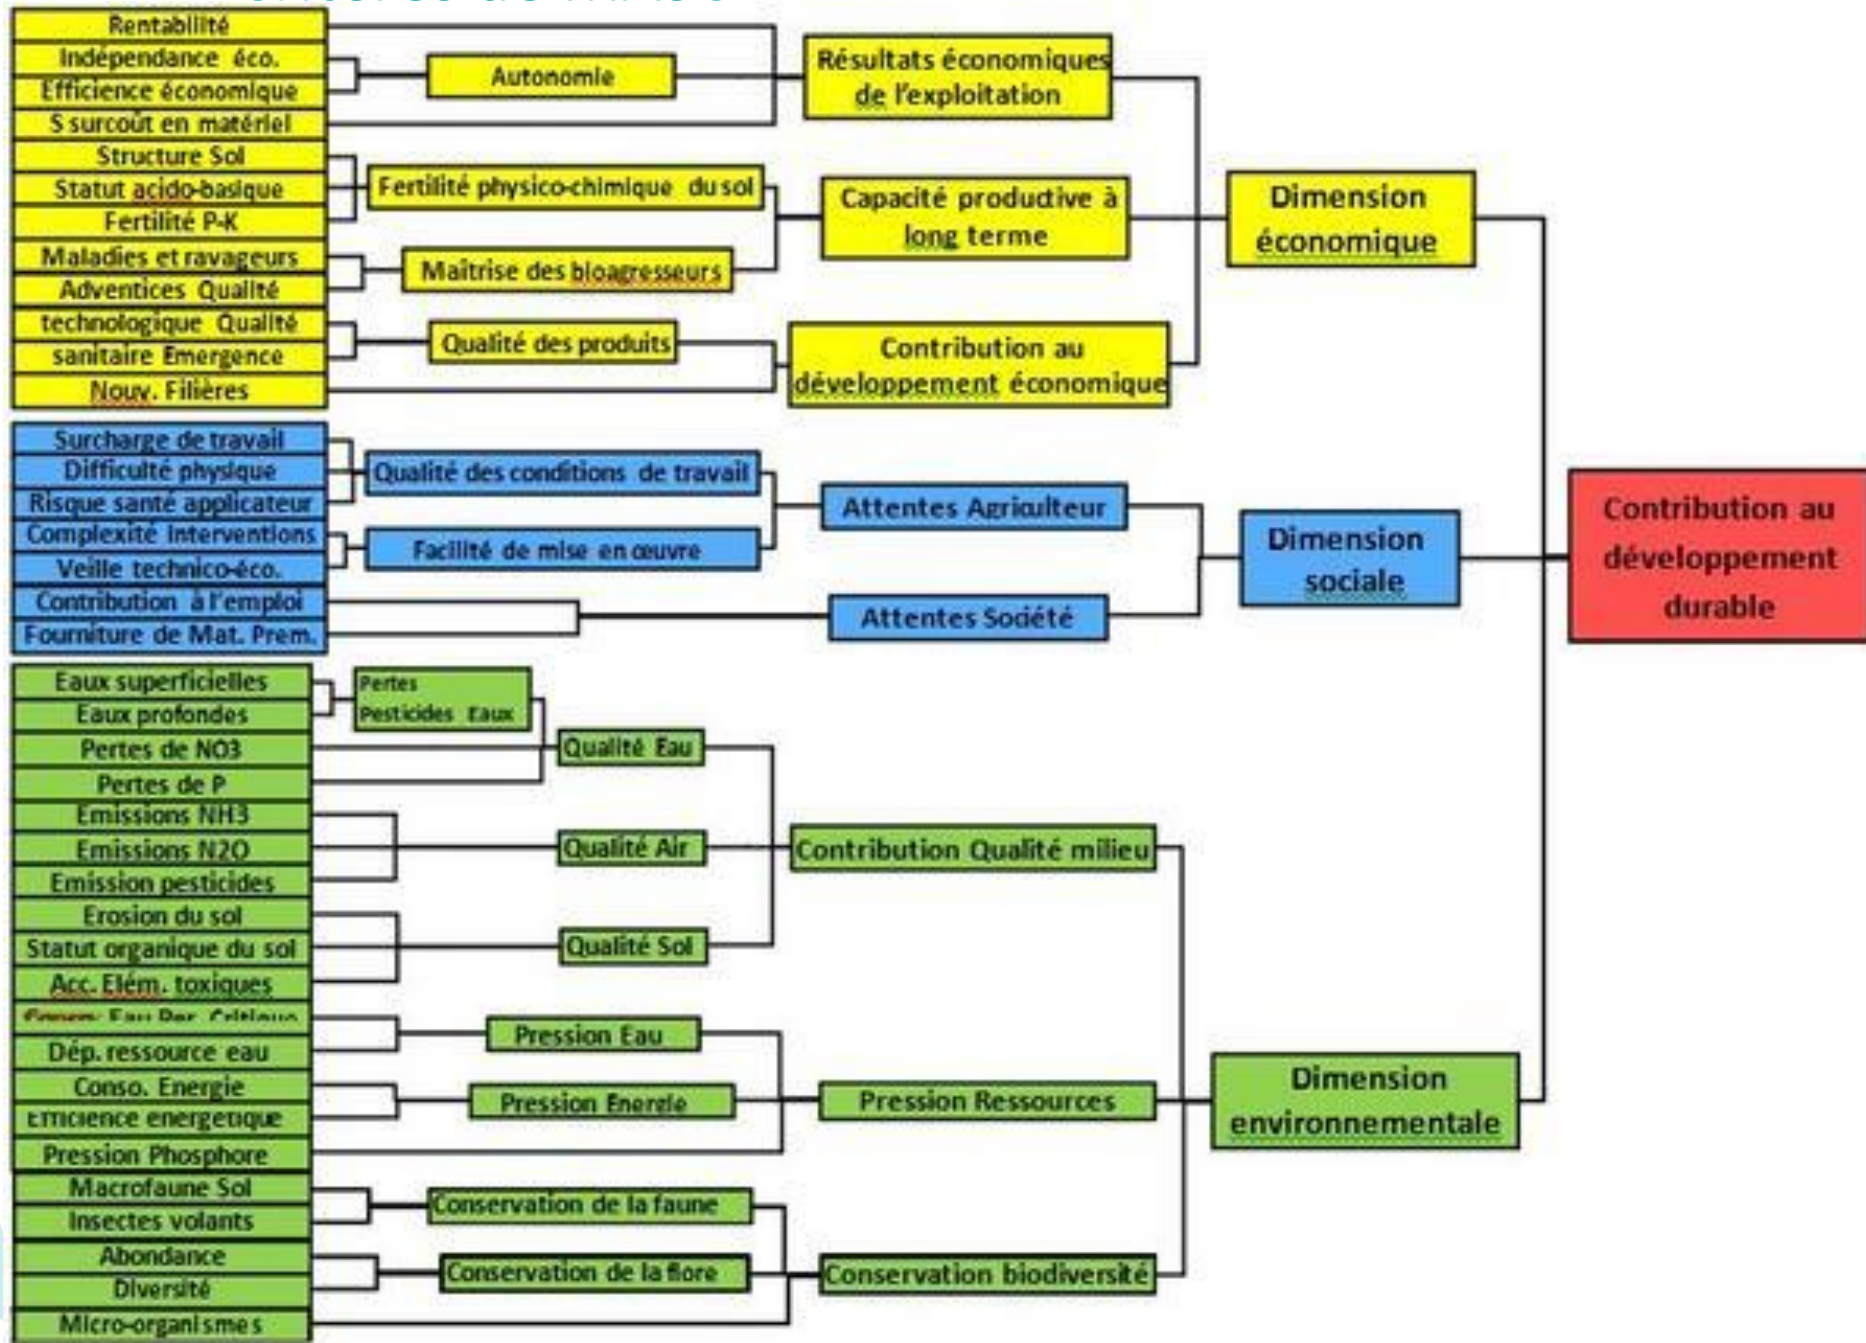 Rentabilité
Indépendance éco.
Efficience économique
S surcoût en matériel
Structure Sol
Statut acido-basique
Fertilité P-K
Maladies et ravageurs
Adventices Qualité
technologique Qualité
sanitaire Emergence
Nouv. Filières
Autonomie
Fertilité physico-chimique du sol
Maîtrise des bioagresseurs
Qualité des produits
Résultats économiques
de l'exploitation
Capacité productive à
long terme
Contribution au
développement économique
Dimension
économique
Surcharge de travail
Difficulté physique
Risque santé applicateur
Complexité Interventions
Veille technico-éco.
Contribution à l'emploi
Fourniture de Mat. Prem.
Qualité des conditions de travail
Facilité de mise en œuvre
Attentes Agriculteur
Attentes Société
Dimension
sociale
Contribution au
développement
durable
Eaux superficielles
Eaux profondes
Pertes de NO3
Pertes de P
Emissions NH3
Emissions N2O
Emission pesticides
Erosion du sol
Statut organique du sol
Acc. Elém. toxiques
Eau Per. Critique
Dép. ressource eau
Conso. Energie
Efficience énergétique
Pression Phosphore
Macrofaune Sol
Insectes volants
Abondance
Diversité
Micro-organismes
Pertes
Pesticides Eaux
Qualité Eau
Qualité Air
Qualité Sol
Pression Eau
Pression Energie
Conservation de la faune
Conservation de la flore
Contribution Qualité milieu
Pression Ressources
Conservation biodiversité
Dimension
environnementale